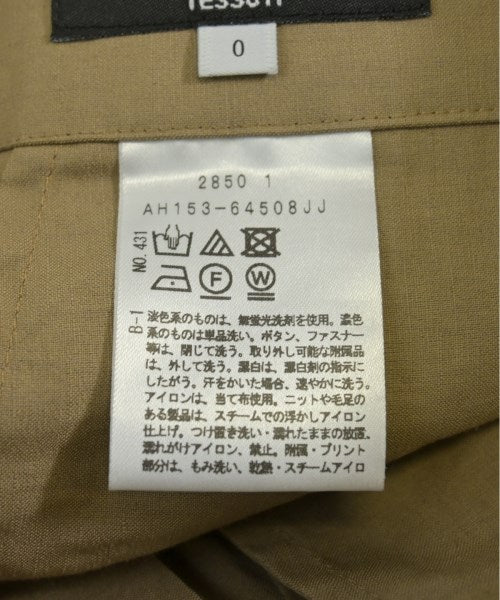 TESSUTI
0
2850 1
AH153-64508JJ
NO.431
F
W
B-1
淡色系のものは、無蛍光洗剤を使用。濃色
系のものは単品洗い。ボタン、ファスナー
等は、閉じて洗う。取り外し可能な附属品
は、外して洗う。漂白は、漂白剤の指示に
したがう。汗をかいた場合、速やかに洗う。
アイロンは、当て布使用。ニットや毛足の
ある製品は、スチームでの浮かしアイロン
仕上げ。つけ置き洗い・濡れたままの放置、
濡れがけアイロン、禁止。附属・プリント
部分は、もみ洗い、乾熱・スチームアイロ